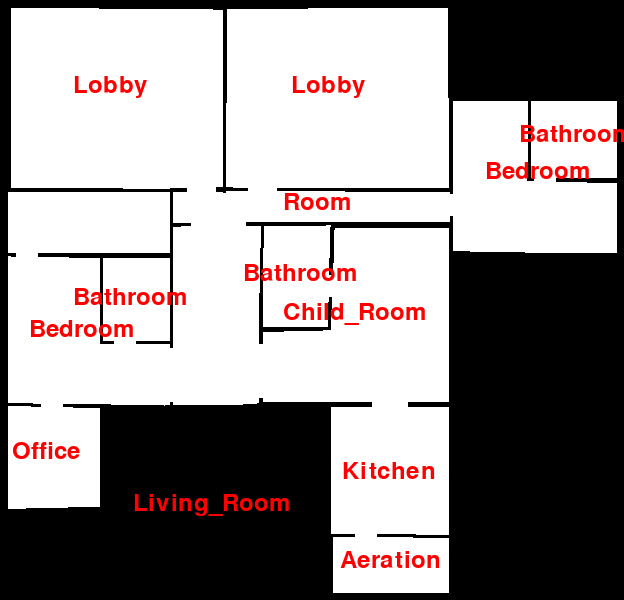 Lobby
Lobby
Bathroom
Bedroom
Room
Bathroom
Bathroom
Child_Room
Bedroom
Office
Kitchen
Living_Room
Aeration